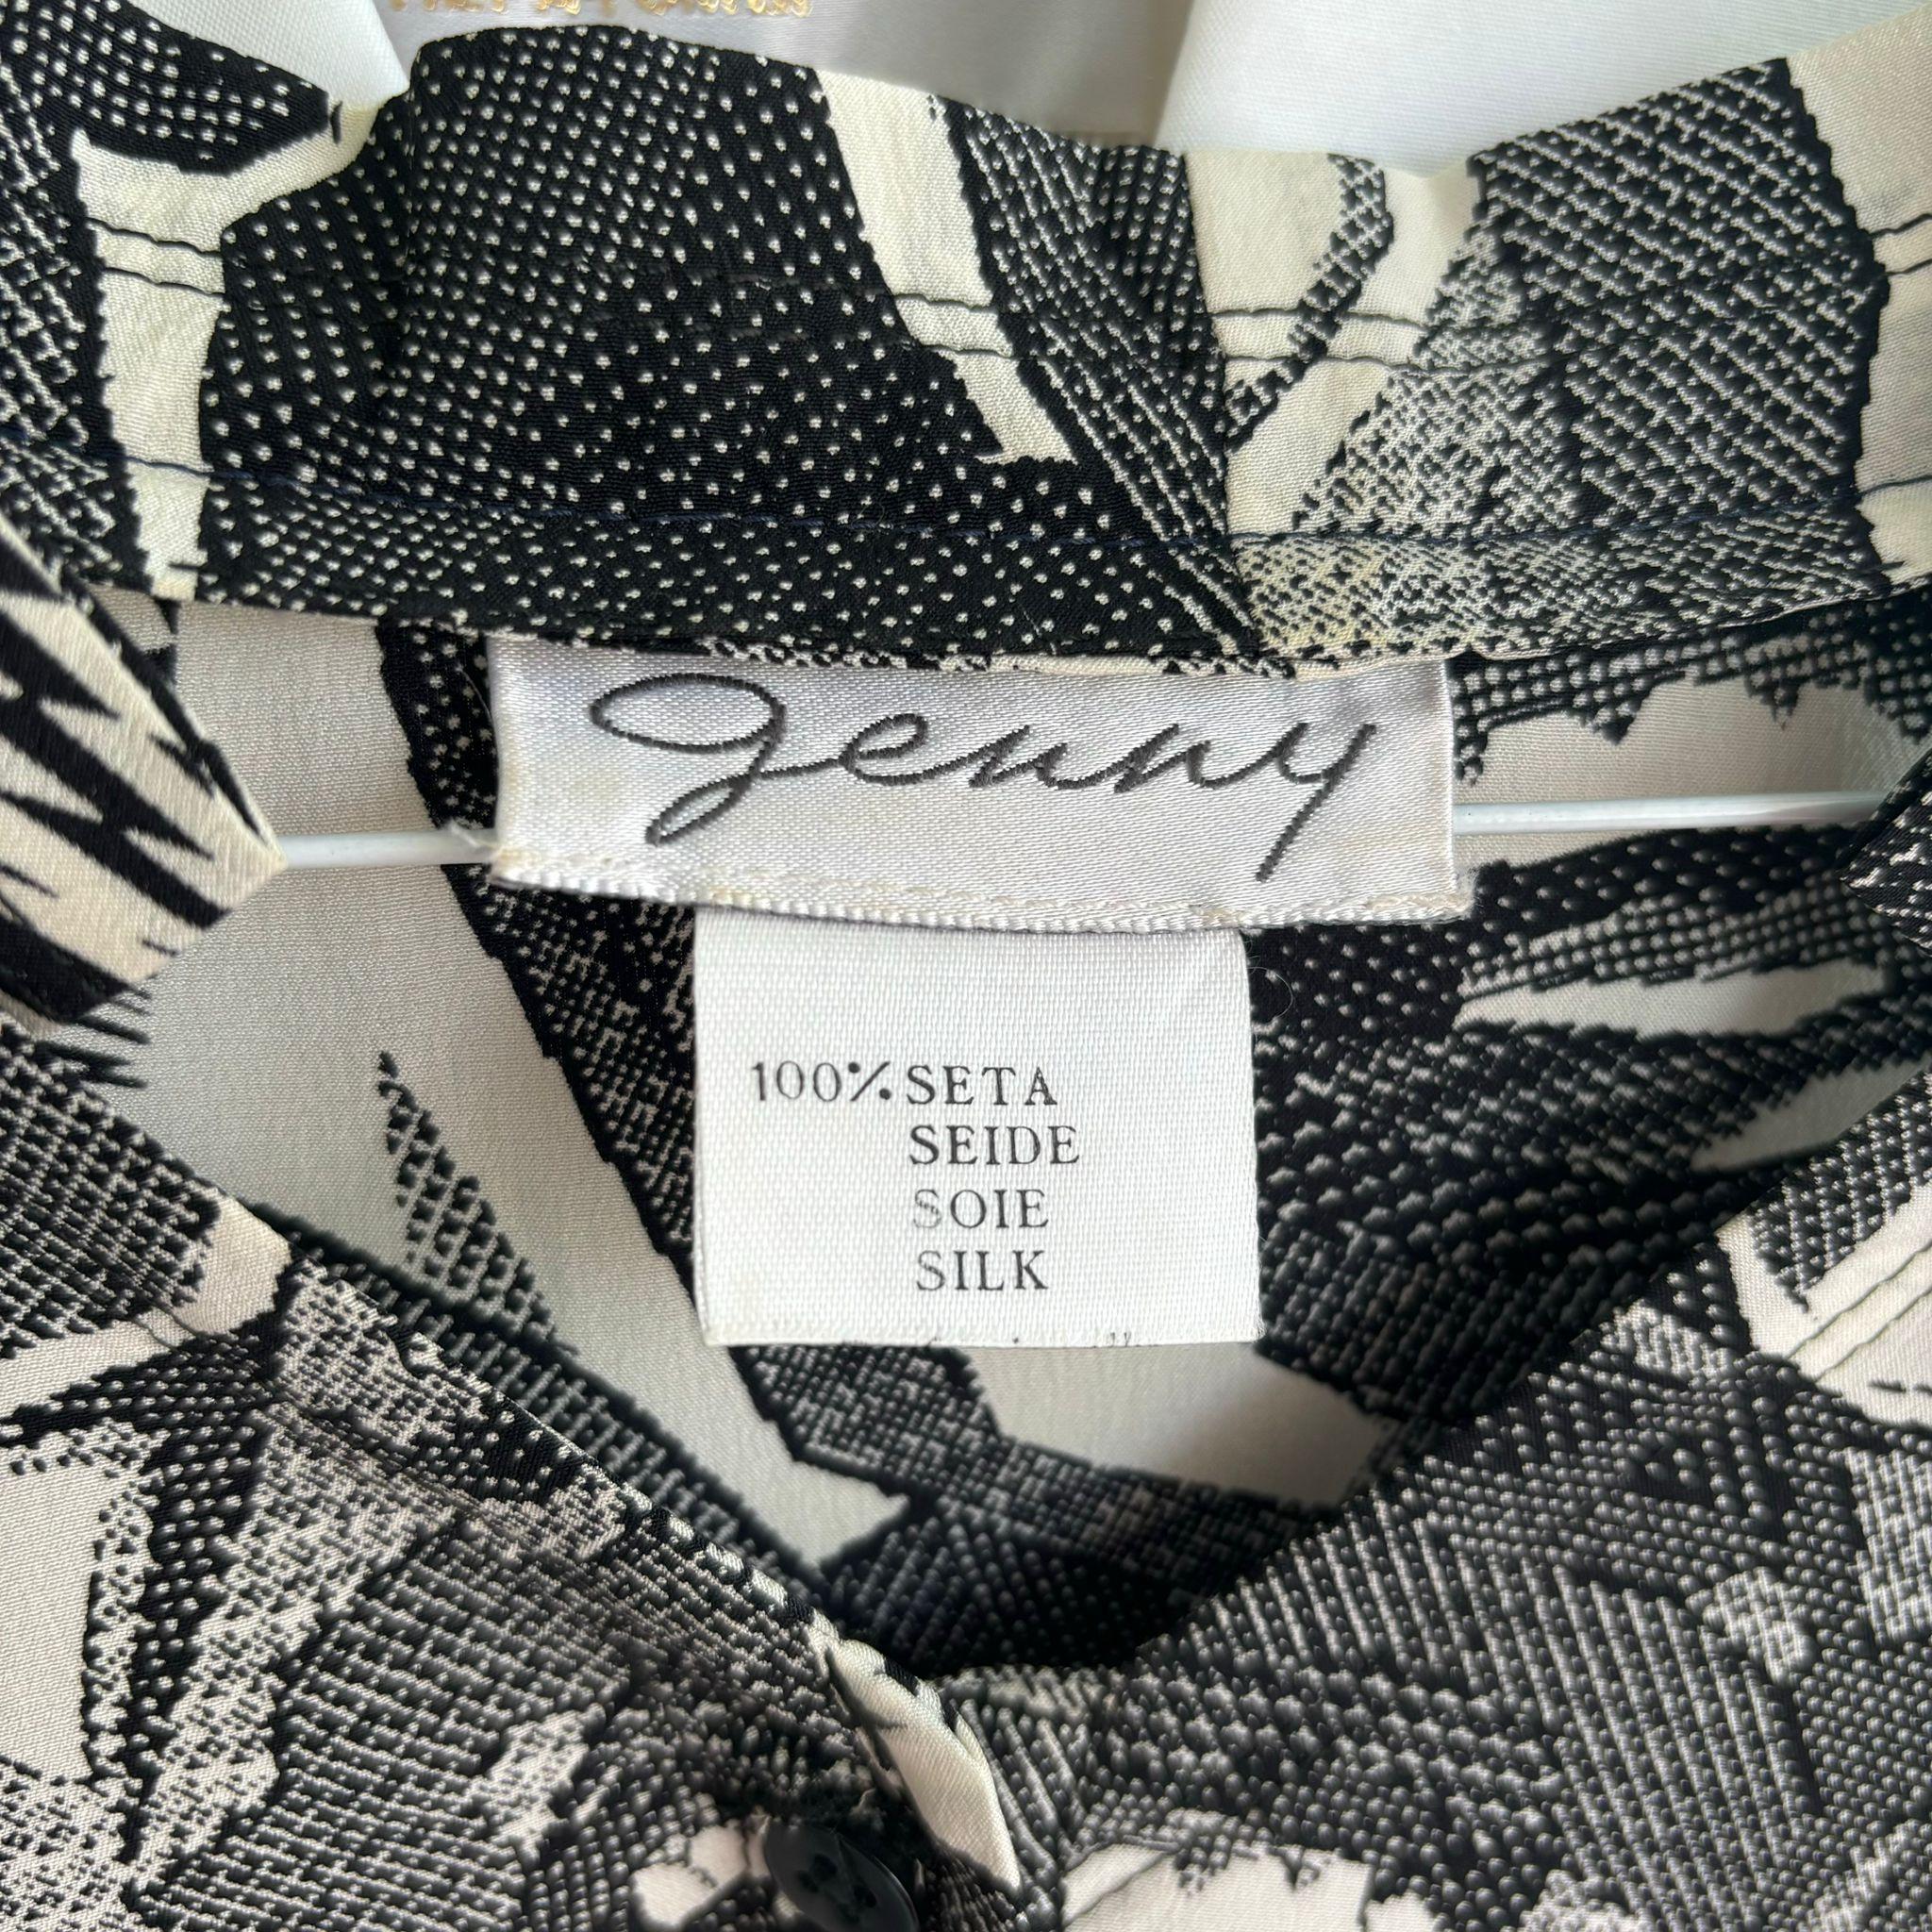 Jenny
100% SETA
SEIDE
SOIE
SILK